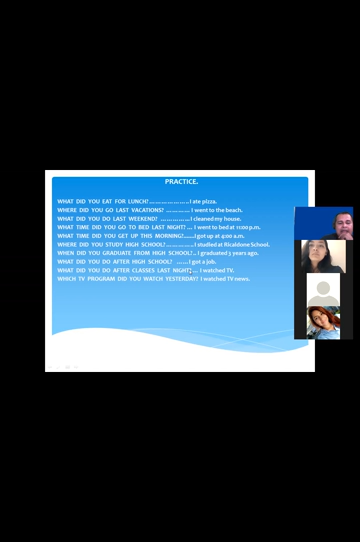 PRACTICE.
WHAT DID YOU EAT FOR LUNCH?......................I ate pizza.
WHERE DID YOU GO LAST VACATIONS? ............ I went to the beach.
WHAT DID YOU DO LAST WEEKEND? ...............I cleaned my house.
WHAT TIME DID YOU GO TO BED LAST NIGHT? ... I went to bed at 11:00 p.m.
WHAT TIME DID YOU GET UP THIS MORNING?......I got up at 4:00 a.m.
WHERE DID YOU STUDY HIGH SCHOOL?...............I studied at Ricaldone School.
WHEN DID YOU GRADUATE FROM HIGH SCHOOL?.. I graduated 3 years ago.
WHAT DID YOU DO AFTER HIGH SCHOOL? ......I got a job.
WHAT DID YOU DO AFTER CLASSES LAST NIGHT? ... I watched TV.
WHICH TV PROGRAM DID YOU WATCH YESTERDAY? I watched TV news.